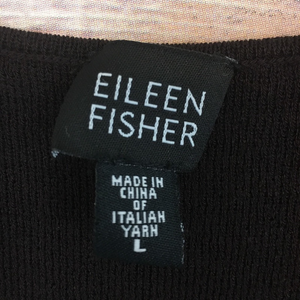 EILEEN
FISHER
MADE IN
CHINA
OF
ITALIAN
YARN
L